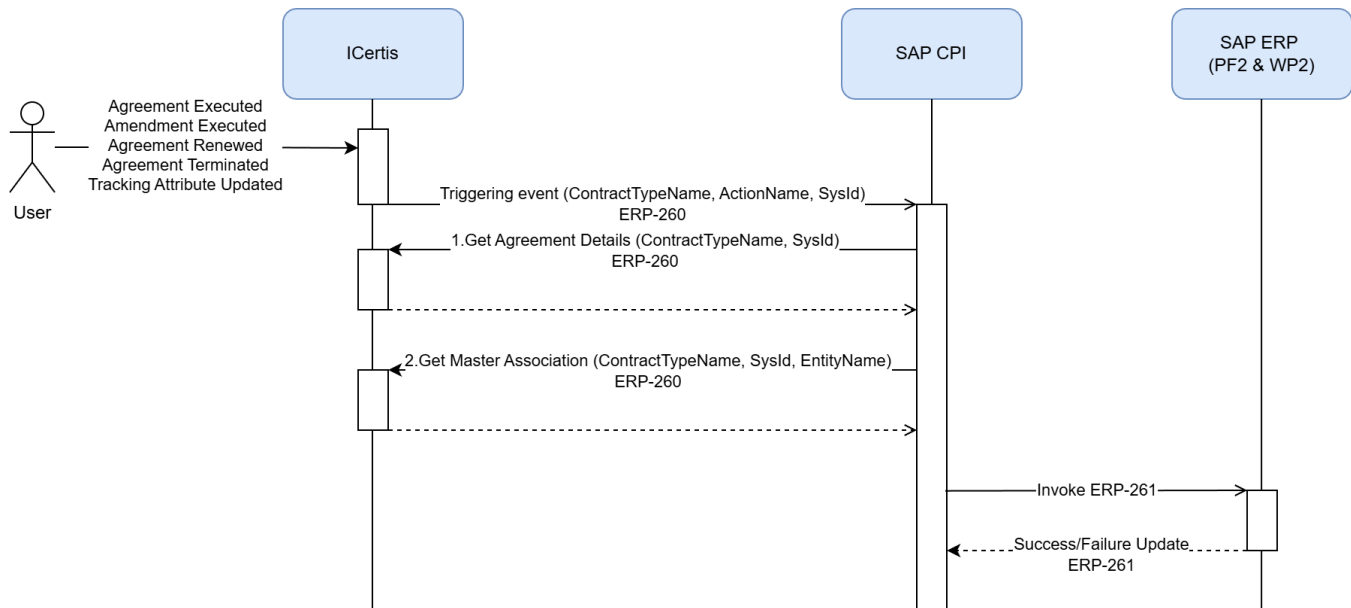 ICertis
SAP CPI
SAP ERP
(PF2 & WP2)
Agreement Executed
Amendment Executed
Agreement Renewed
Agreement Terminated
Tracking Attribute Updated
User
Triggering event (ContractTypeName, ActionName, SysId)
ERP-260
1.Get Agreement Details (ContractTypeName, SysId)
ERP-260
2.Get Master Association (ContractTypeName, SysId, EntityName)
ERP-260
Invoke ERP-261
Success/Failure Update
ERP-261